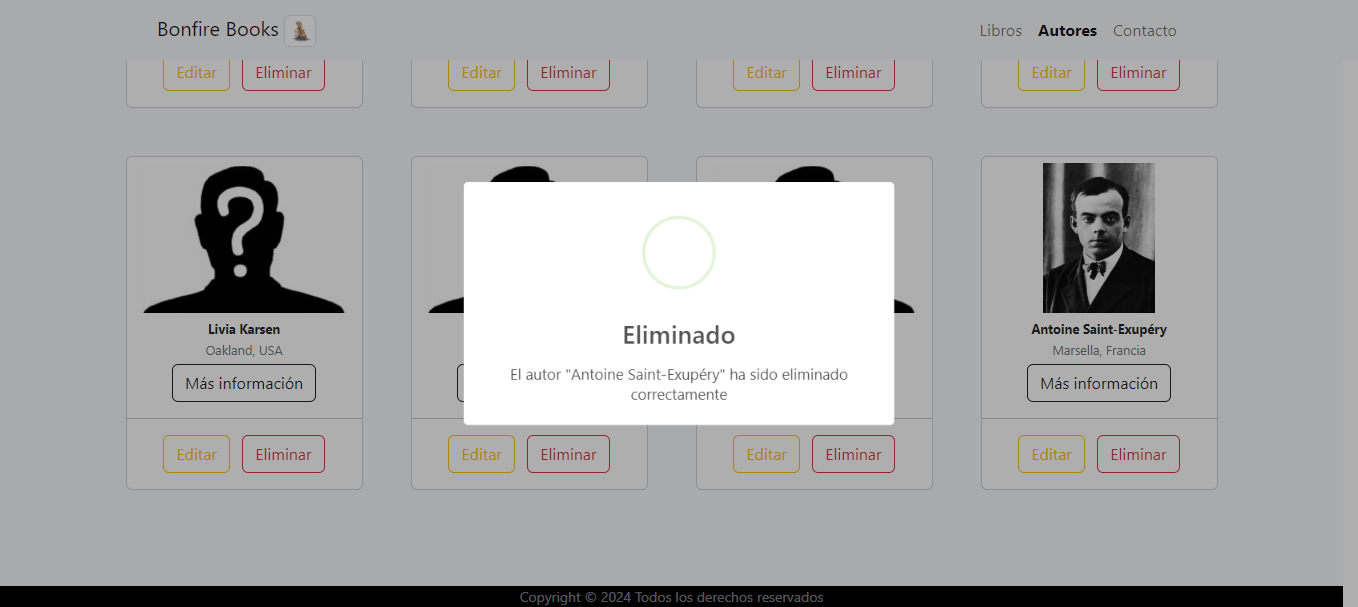 Bonfire Books
Libros Autores Contacto
Editar Eliminar
Editar Eliminar
Editar Eliminar
Editar Eliminar
Livia Karsen
Oakland, USA
Más información
Antoine Saint-Exupéry
Marsella, Francia
Más información
Eliminado
El autor "Antoine Saint-Exupéry" ha sido eliminado
correctamente
Editar Eliminar
Editar Eliminar
Editar Eliminar
Editar Eliminar
Copyright © 2024 Todos los derechos reservados